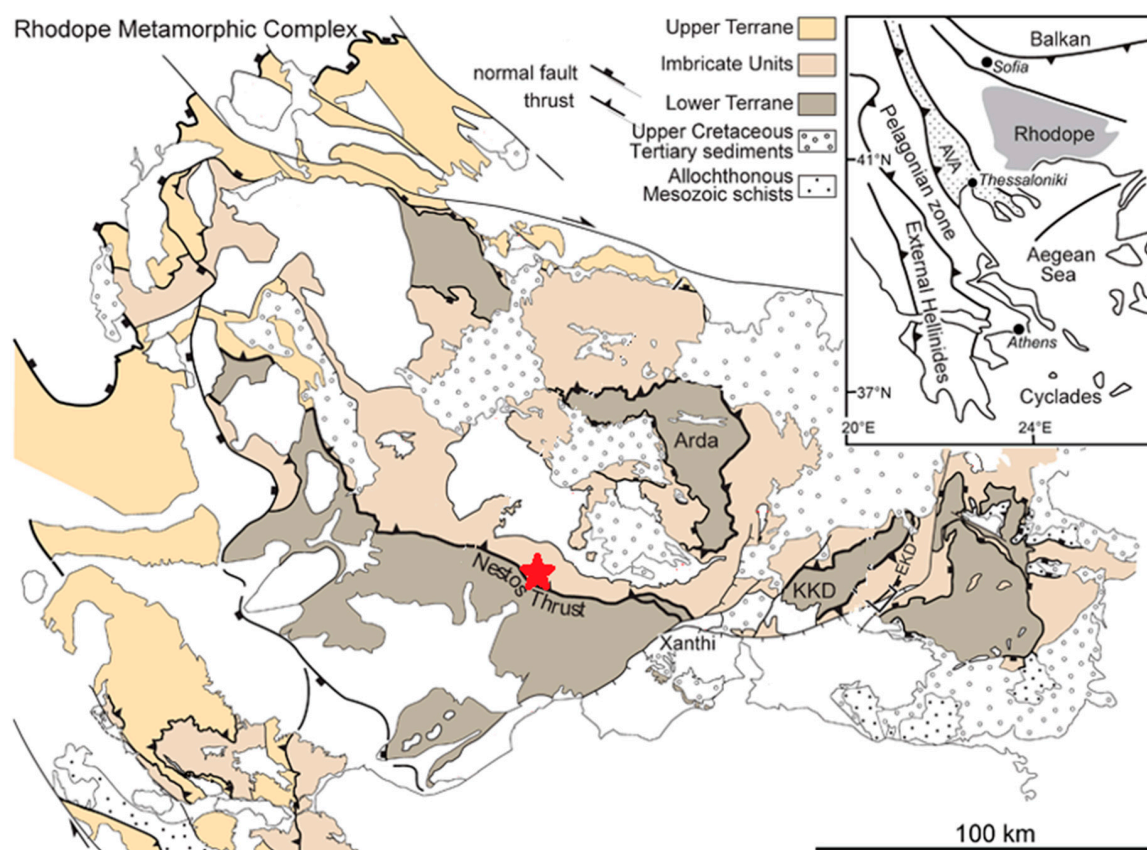 Rhodope Metamorphic Complex
normal fault
thrust
Upper Terrane
Imbricate Units
Lower Terrane
Upper Cretaceous
Tertiary sediments
Allochthonous
Mesozoic schists
Balkan
Sofia
Rhodope
Pelagonian zone
AVA
41°N
Thessaloniki
External Hellinides
Aegean
Sea
Athens
37°N
Cyclades
20°E
24°E
Arda
Nestos Thrust
KKD
EKD
Xanthi
100 km